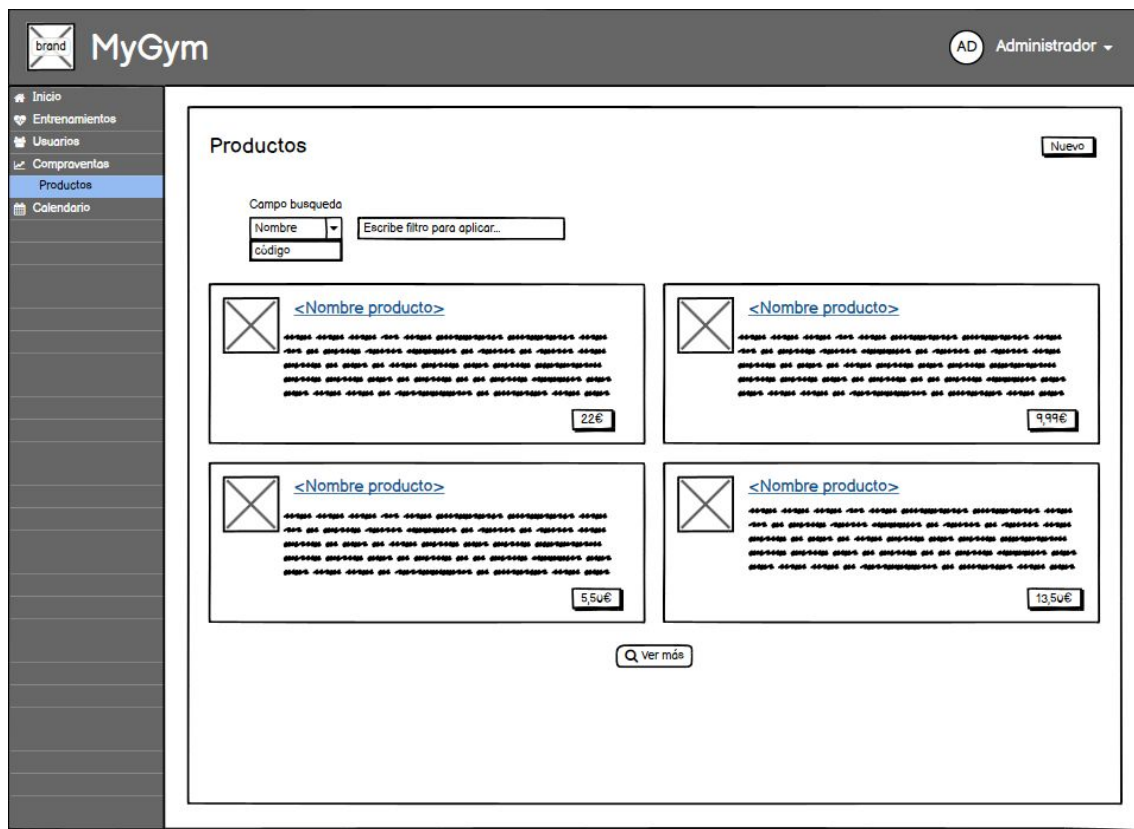 brand MyGym
AD Administrador
Inicio
Entrenamientos
Usuarios
Compraventas
Productos
Calendario
Productos
Nuevo
Campo busqueda
Nombre
Escribe filtro para aplicar...
código
<Nombre producto>
22€
<Nombre producto>
9,99€
<Nombre producto>
5,50€
<Nombre producto>
13,50€
Ver más